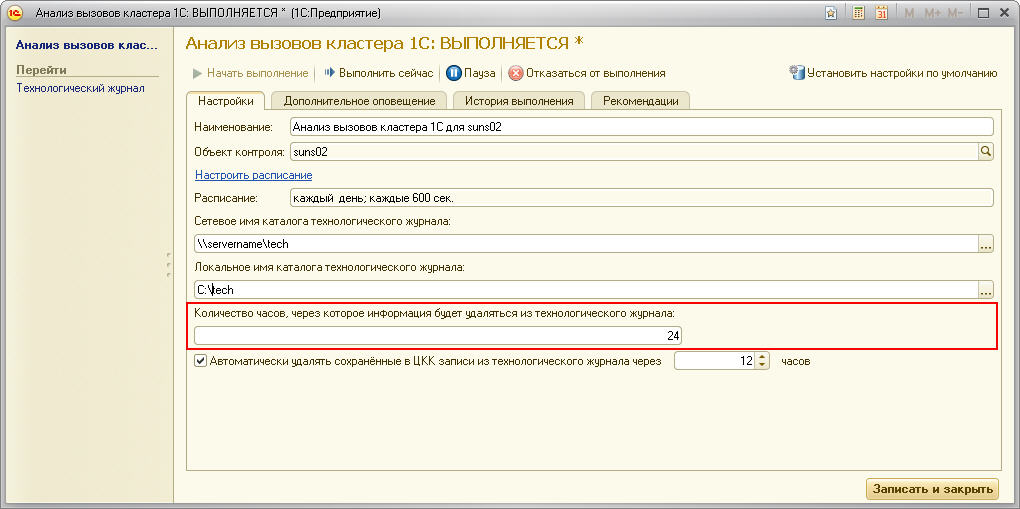 Анализ вызовов кластера 1С: ВЫПОЛНЯЕТСЯ * (1С:Предприятие)
M M+ M-
Анализ вызовов клас...
Перейти
Технологический журнал
Анализ вызовов кластера 1С: ВЫПОЛНЯЕТСЯ *
Начать выполнение Выполнить сейчас Пауза Отказаться от выполнения Установить настройки по умолчанию
Настройки Дополнительное оповещение История выполнения Рекомендации
Наименование: Анализ вызовов кластера 1С для suns02
Объект контроля: suns02
Настроить расписание
Расписание: каждый день; каждые 600 сек.
Сетевое имя каталога технологического журнала:
\\servername\tech ...
Локальное имя каталога технологического журнала:
C:\tech ...
Количество часов, через которое информация будет удаляться из технологического журнала:
24
Автоматически удалять сохранённые в ЦКК записи из технологического журнала через 12 часов
Записать и закрыть